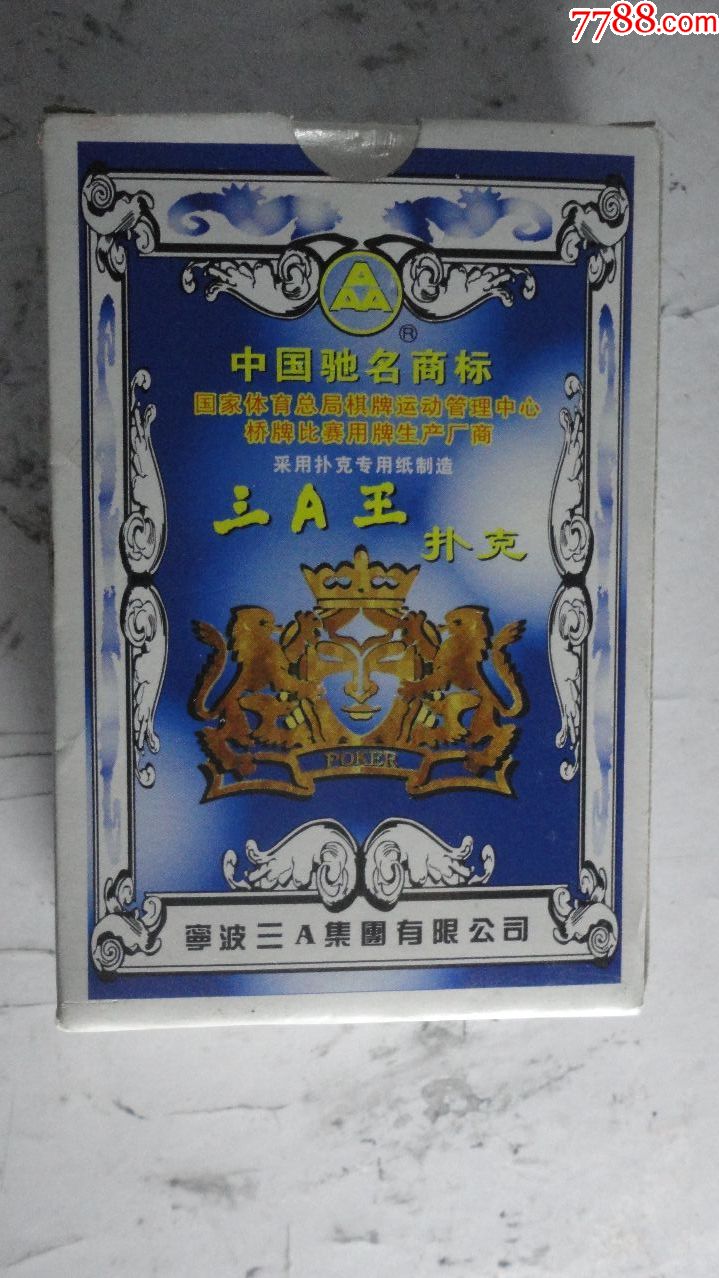 7788.com
AAA
®
中国驰名商标
国家体育总局棋牌运动管理中心
桥牌比赛用牌生产厂商
采用扑克专用纸制造
三A王
扑克
POKER
寧波三A集團有限公司